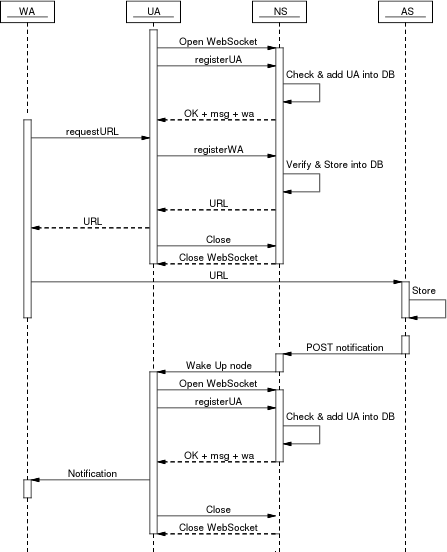 WA UA NS AS
Open WebSocket
registerUA
Check & add UA into DB
OK + msg + wa
requestURL
registerWA
Verify & Store into DB
URL
URL
Close
Close WebSocket
URL
Store
POST notification
Wake Up node
Open WebSocket
registerUA
Check & add UA into DB
OK + msg + wa
Notification
Close
Close WebSocket